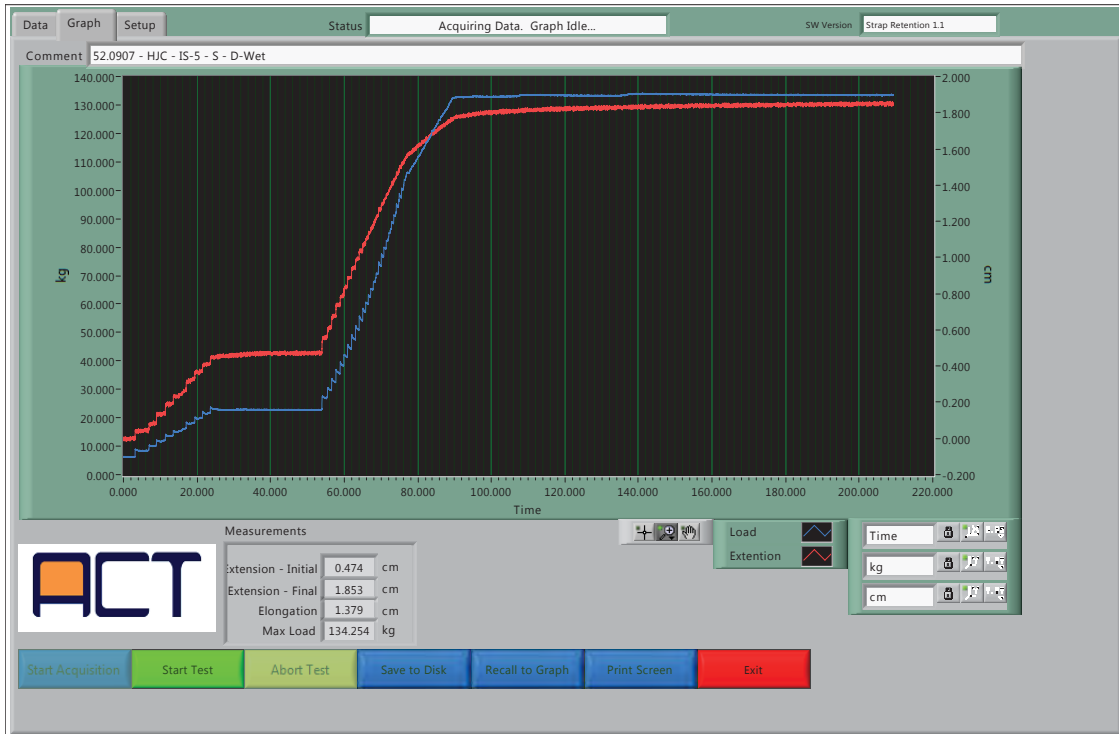 Data Graph Setup Status Acquiring Data. Graph Idle... SW Version Strap Retention 1.1
Comment 52.0907 - HJC - IS-5 - S - D-Wet
140.000 2.000
130.000 1.800
120.000
110.000 1.600
100.000 1.400
90.000 1.200
80.000
70.000 1.000
kg cm
60.000 0.800
50.000 0.600
40.000 0.400
30.000
20.000 0.200
10.000 0.000
0.000 -0.200
0.000 20.000 40.000 60.000 80.000 100.000 120.000 140.000 160.000 180.000 200.000 220.000
Time
Measurements
Extension - Initial 0.474 cm
Extension - Final 1.853 cm
Elongation 1.379 cm
Max Load 134.254 kg
Load
Extention
Time
kg
cm
ACT
Start Acquisition Start Test Abort Test Save to Disk Recall to Graph Print Screen Exit